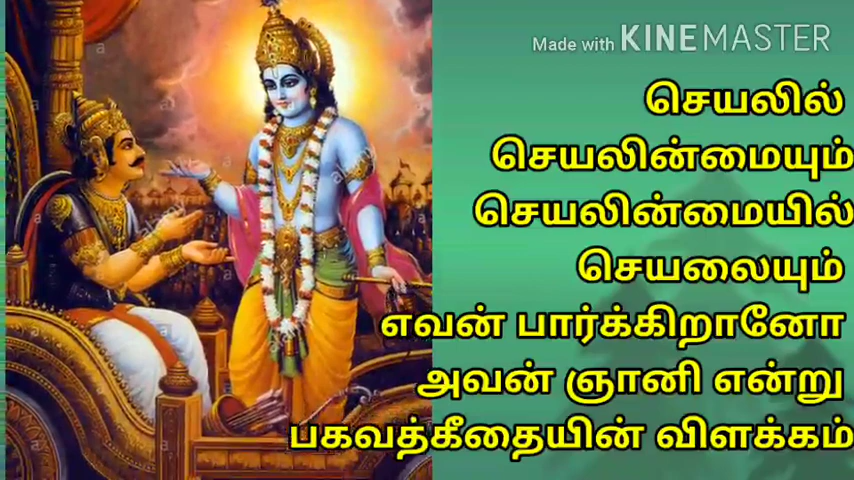 Made with KINEMASTER
செயலில்
செயலின்மையும்
செயலின்மையில்
செயலையும்
எவன் பார்க்கிறானோ
அவன் ஞானி என்று
பகவத்கீதையின் விளக்கம்